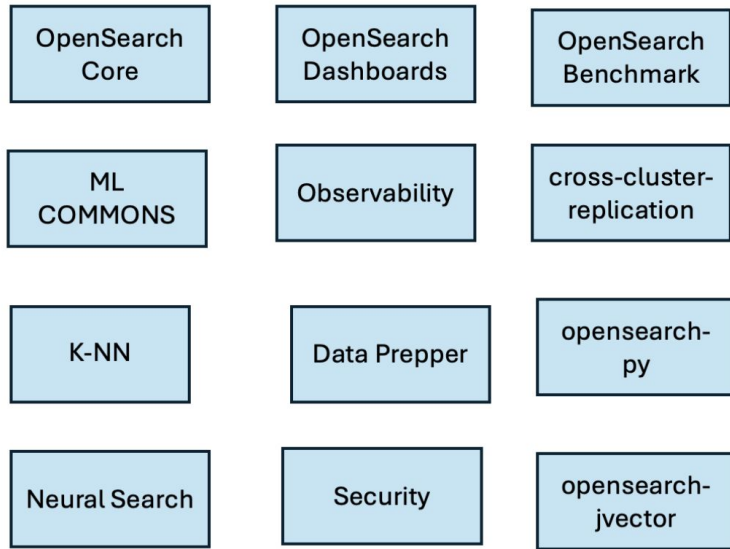 OpenSearch
Core
OpenSearch
Dashboards
OpenSearch
Benchmark
ML
COMMONS
Observability
cross-cluster-
replication
K-NN
Data Prepper
opensearch-
py
Neural Search
Security
opensearch-
jvector